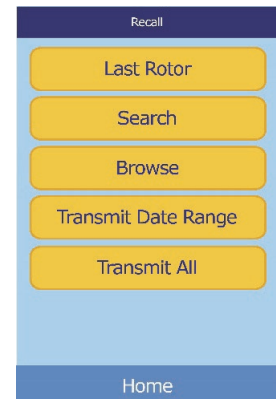 Recall
Last Rotor
Search
Browse
Transmit Date Range
Transmit All
Home